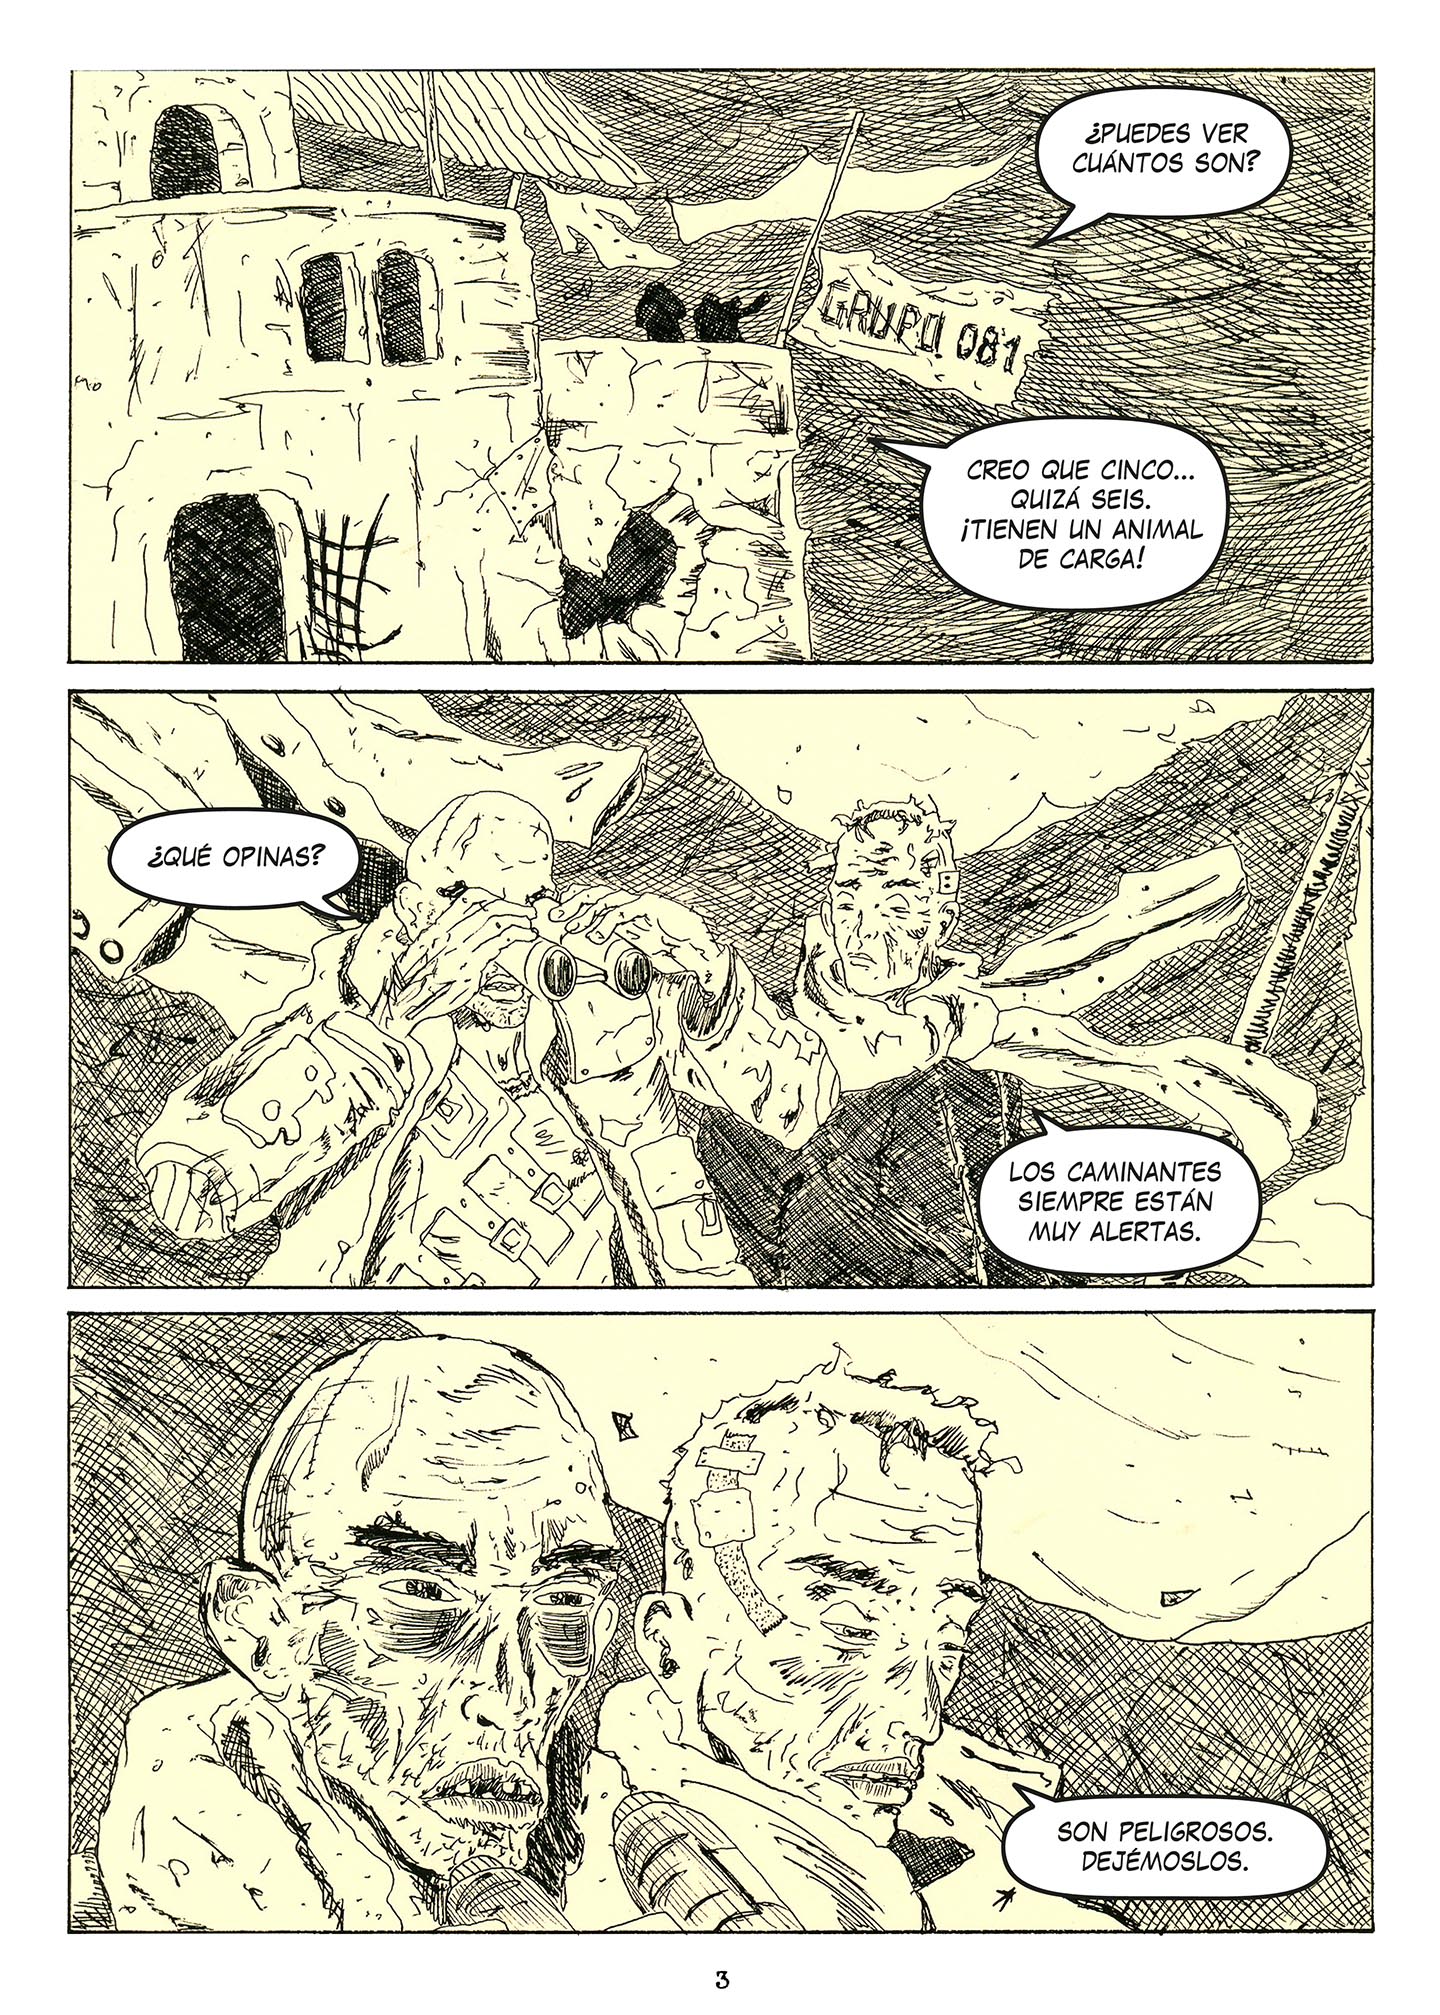 ¿PUEDES VER
CUÁNTOS SON?
GRUPO 081
CREO QUE CINCO...
QUIZÁ SEIS.
¡TIENEN UN ANIMAL
DE CARGA!
¿QUÉ OPINAS?
LOS CAMINANTES
SIEMPRE ESTÁN
MUY ALERTAS.
SON PELIGROSOS.
DEJÉMOSLOS.
3